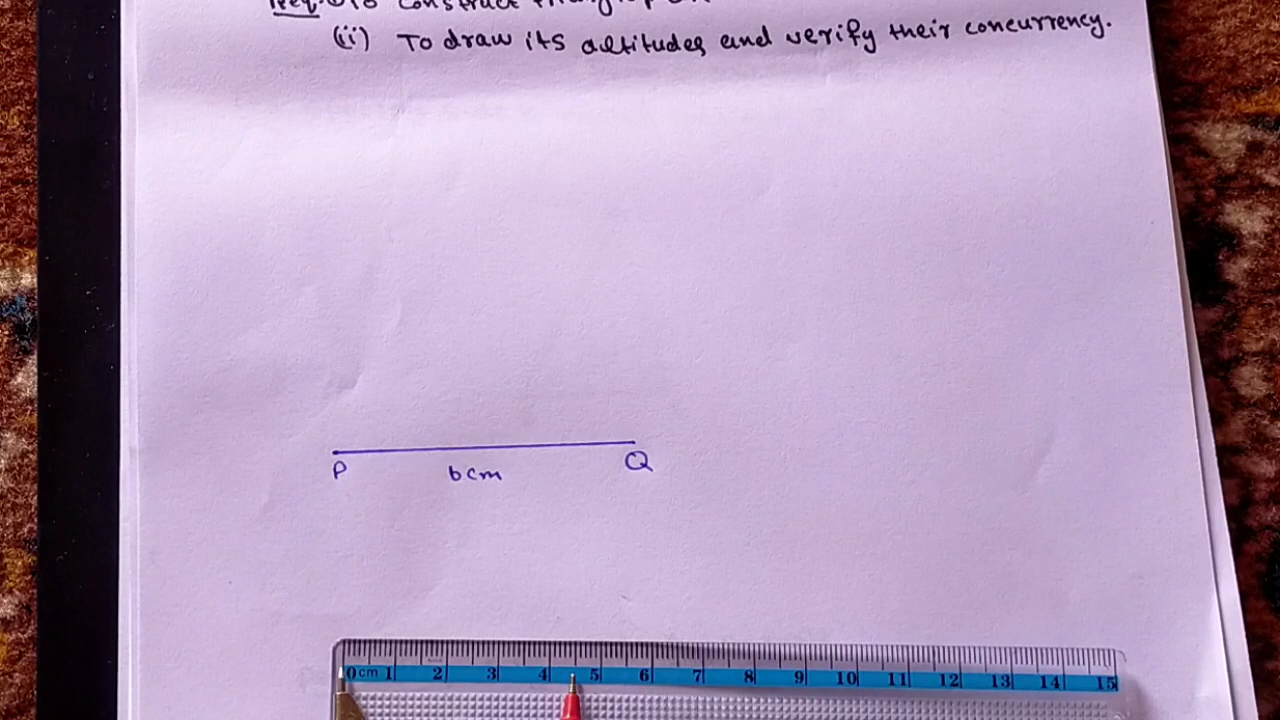 (ii) To draw its altitudes and verify their concurrency.
P 6cm Q
0cm 1 2 3 4 5 6 7 8 9 10 11 12 13 14 15